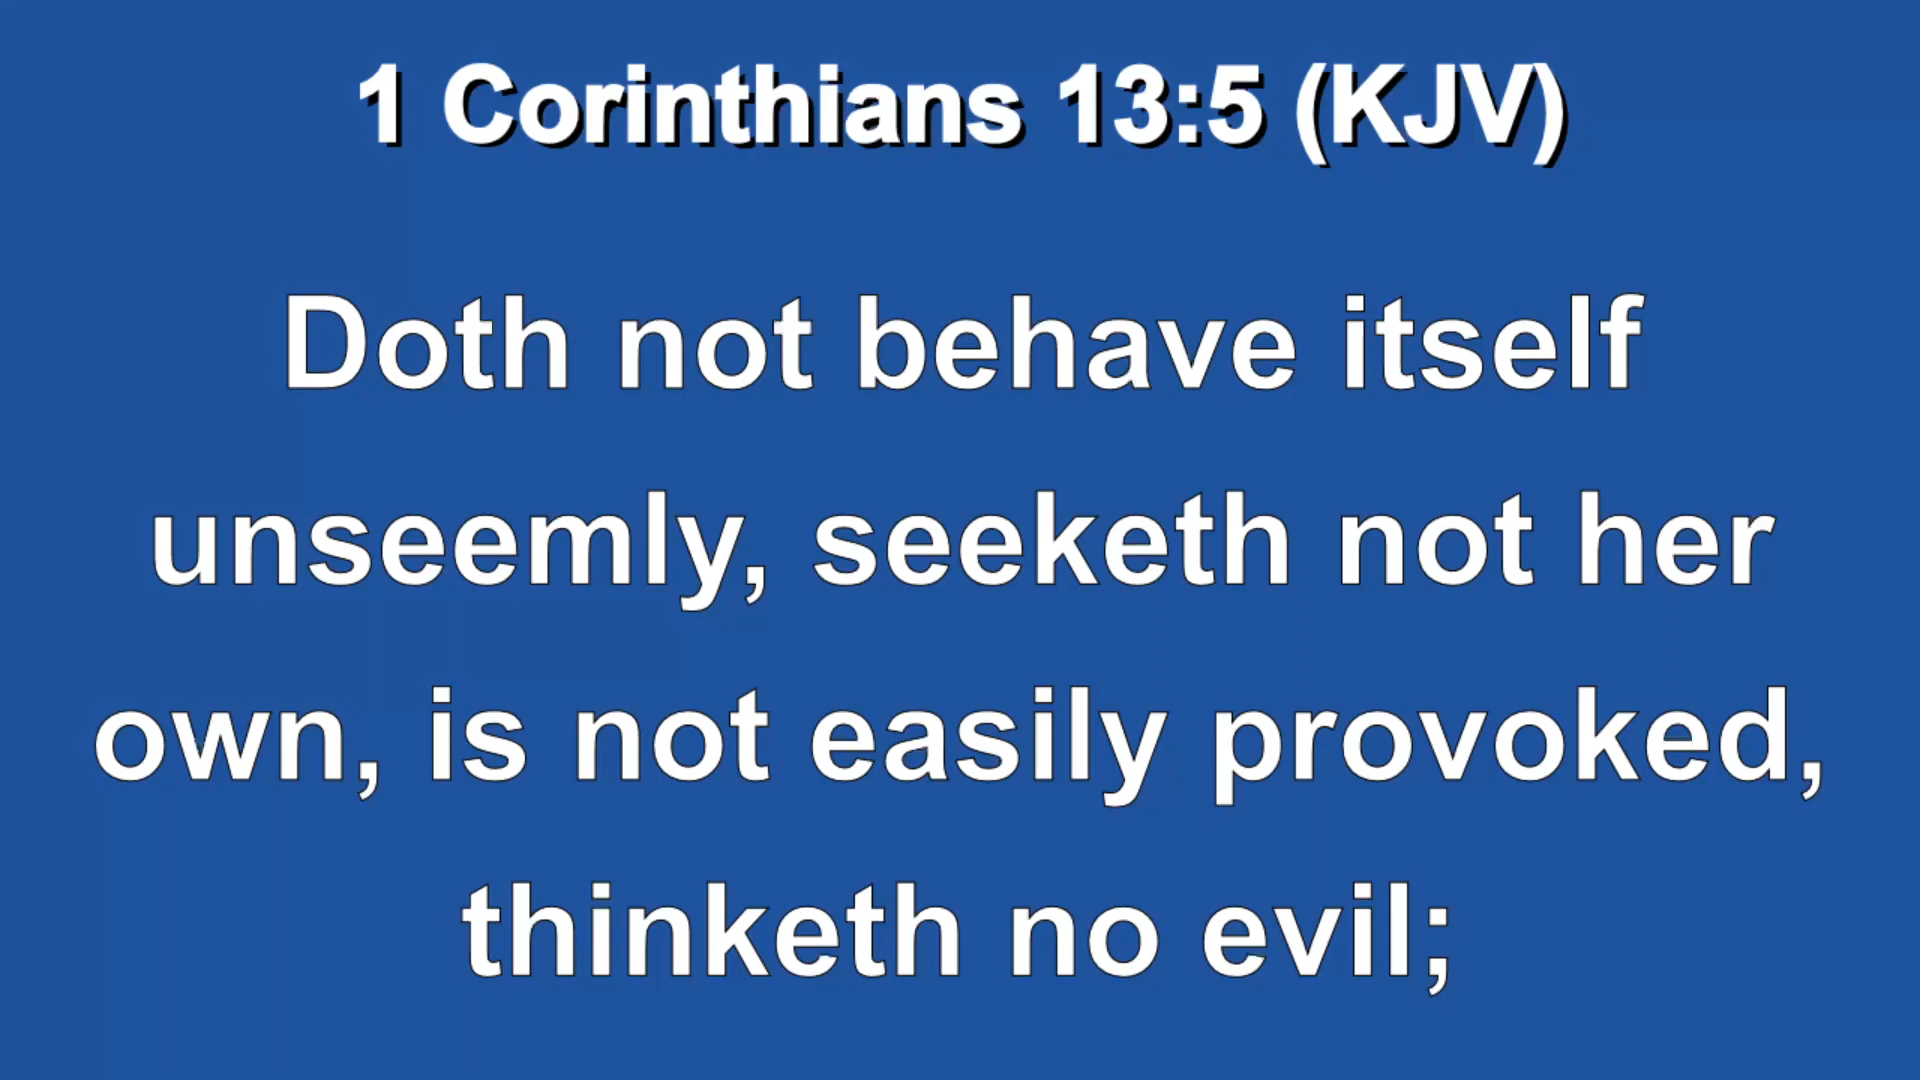 1 Corinthians 13:5 (KJV)
Doth not behave itself
unseemly, seeketh not her
own, is not easily provoked,
thinketh no evil;